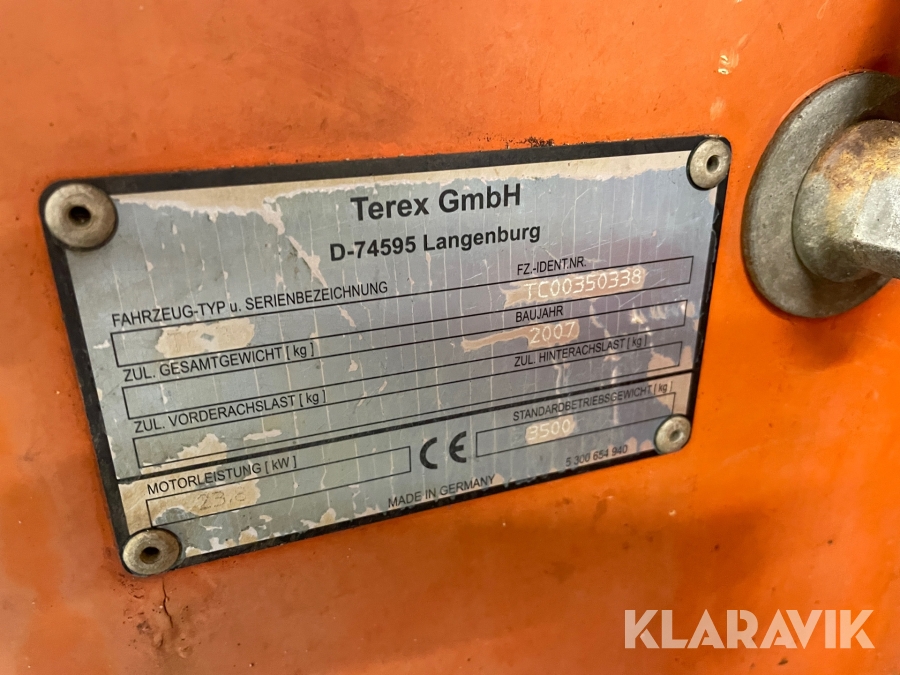 Terex GmbH
D-74595 Langenburg
FAHRZEUG-TYP u. SERIENBEZEICHNUNG
FZ.-IDENT.NR.
TC00350338
ZUL. GESAMTGEWICHT [ kg ]
BAUJAHR
2007
ZUL. VORDERACHSLAST [ kg ]
ZUL. HINTERACHSLAST [ kg ]
MOTORLEISTUNG [ kW ]
STANDARDBETRIEBSGEWICHT [ kg ]
CE
MADE IN GERMANY
5 300 654 940
KLARAVIK